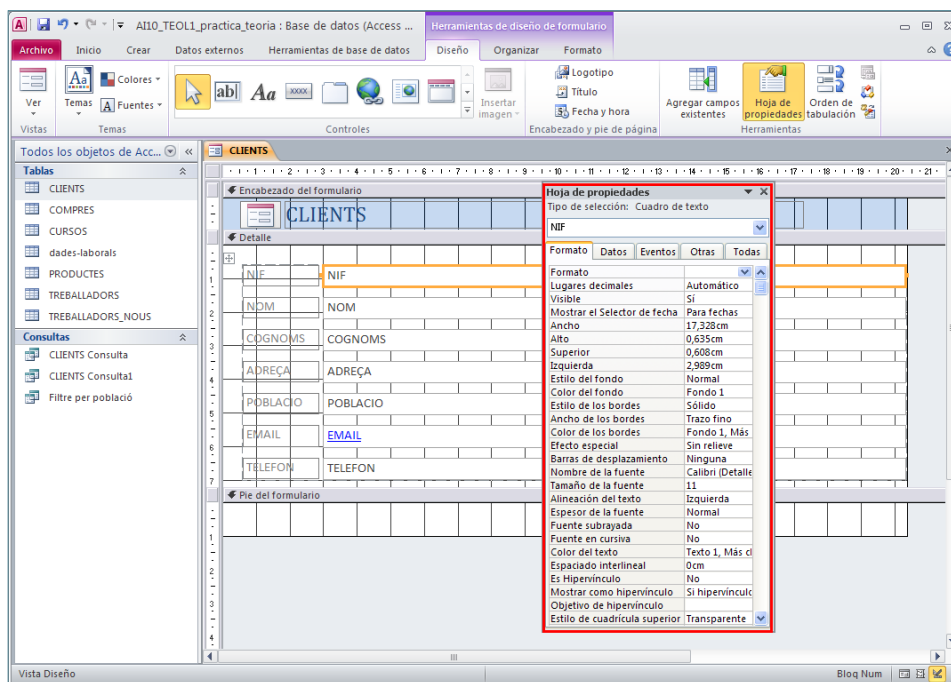 AI10_TEOL1_practica_teoria : Base de datos (Access ...
Herramientas de diseño de formulario
Archivo Inicio Crear Datos externos Herramientas de base de datos Diseño Organizar Formato
Ver
Vistas
Temas
Colores
Fuentes
Temas
ab|
Aa
XXXX
Insertar imagen
Controles
Logotipo
Título
Fecha y hora
Encabezado y pie de página
Agregar campos existentes
Hoja de propiedades
Orden de tabulación
Herramientas
Todos los objetos de Acc...
Tablas
CLIENTS
COMPRES
CURSOS
dades-laborals
PRODUCTES
TREBALLADORS
TREBALLADORS_NOUS
Consultas
CLIENTS Consulta
CLIENTS Consulta1
Filtre per població
CLIENTS
Encabezado del formulario
CLIENTS
Detalle
NIF NIF
NOM NOM
COGNOMS COGNOMS
ADREÇA ADREÇA
POBLACIO POBLACIO
EMAIL EMAIL
TELEFON TELEFON
Pie del formulario
Hoja de propiedades
Tipo de selección: Cuadro de texto
NIF
Formato Datos Eventos Otras Todas
Formato
Lugares decimales Automático
Visible Sí
Mostrar el Selector de fecha Para fechas
Ancho 17,328cm
Alto 0,635cm
Superior 0,608cm
Izquierda 2,989cm
Estilo del fondo Normal
Color del fondo Fondo 1
Estilo de los bordes Sólido
Ancho de los bordes Trazo fino
Color de los bordes Fondo 1, Más
Efecto especial Sin relieve
Barras de desplazamiento Ninguna
Nombre de la fuente Calibri (Detalle
Tamaño de la fuente 11
Alineación del texto Izquierda
Espesor de la fuente Normal
Fuente subrayada No
Fuente en cursiva No
Color del texto Texto 1, Más cl
Espaciado interlineal 0cm
Es Hipervínculo No
Mostrar como hipervínculo Si hipervínculo
Objetivo de hipervínculo
Estilo de cuadrícula superior Transparente
Vista Diseño
Bloq Num